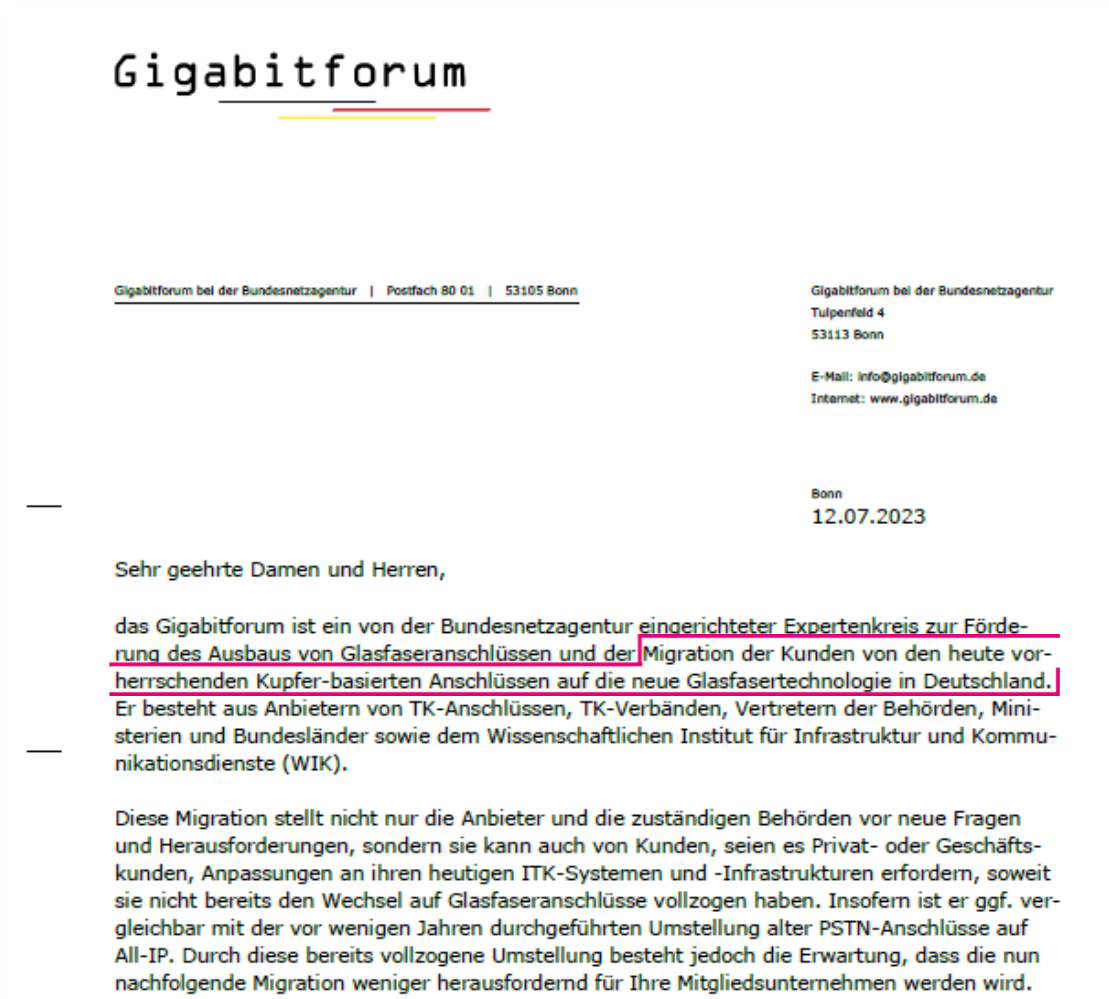 Gigabitforum
Gigabitforum bei der Bundesnetzagentur | Postfach 80 01 | 53105 Bonn
Gigabitforum bei der Bundesnetzagentur
Tulpenfeld 4
53113 Bonn
E-Mail: info@gigabitforum.de
Internet: www.gigabitforum.de
Bonn
12.07.2023
Sehr geehrte Damen und Herren,
das Gigabitforum ist ein von der Bundesnetzagentur eingerichteter Expertenkreis zur Förde-
rung des Ausbaus von Glasfaseranschlüssen und der Migration der Kunden von den heute vor-
herrschenden Kupfer-basierten Anschlüssen auf die neue Glasfasertechnologie in Deutschland.
Er besteht aus Anbietern von TK-Anschlüssen, TK-Verbänden, Vertretern der Behörden, Mini-
sterien und Bundesländer sowie dem Wissenschaftlichen Institut für Infrastruktur und Kommu-
nikationsdienste (WIK).
Diese Migration stellt nicht nur die Anbieter und die zuständigen Behörden vor neue Fragen
und Herausforderungen, sondern sie kann auch von Kunden, seien es Privat- oder Geschäfts-
kunden, Anpassungen an ihren heutigen ITK-Systemen und -Infrastrukturen erfordern, soweit
sie nicht bereits den Wechsel auf Glasfaseranschlüsse vollzogen haben. Insofern ist er ggf. ver-
gleichbar mit der vor wenigen Jahren durchgeführten Umstellung alter PSTN-Anschlüsse auf
All-IP. Durch diese bereits vollzogene Umstellung besteht jedoch die Erwartung, dass die nun
nachfolgende Migration weniger herausfordernd für Ihre Mitgliedsunternehmen werden wird.